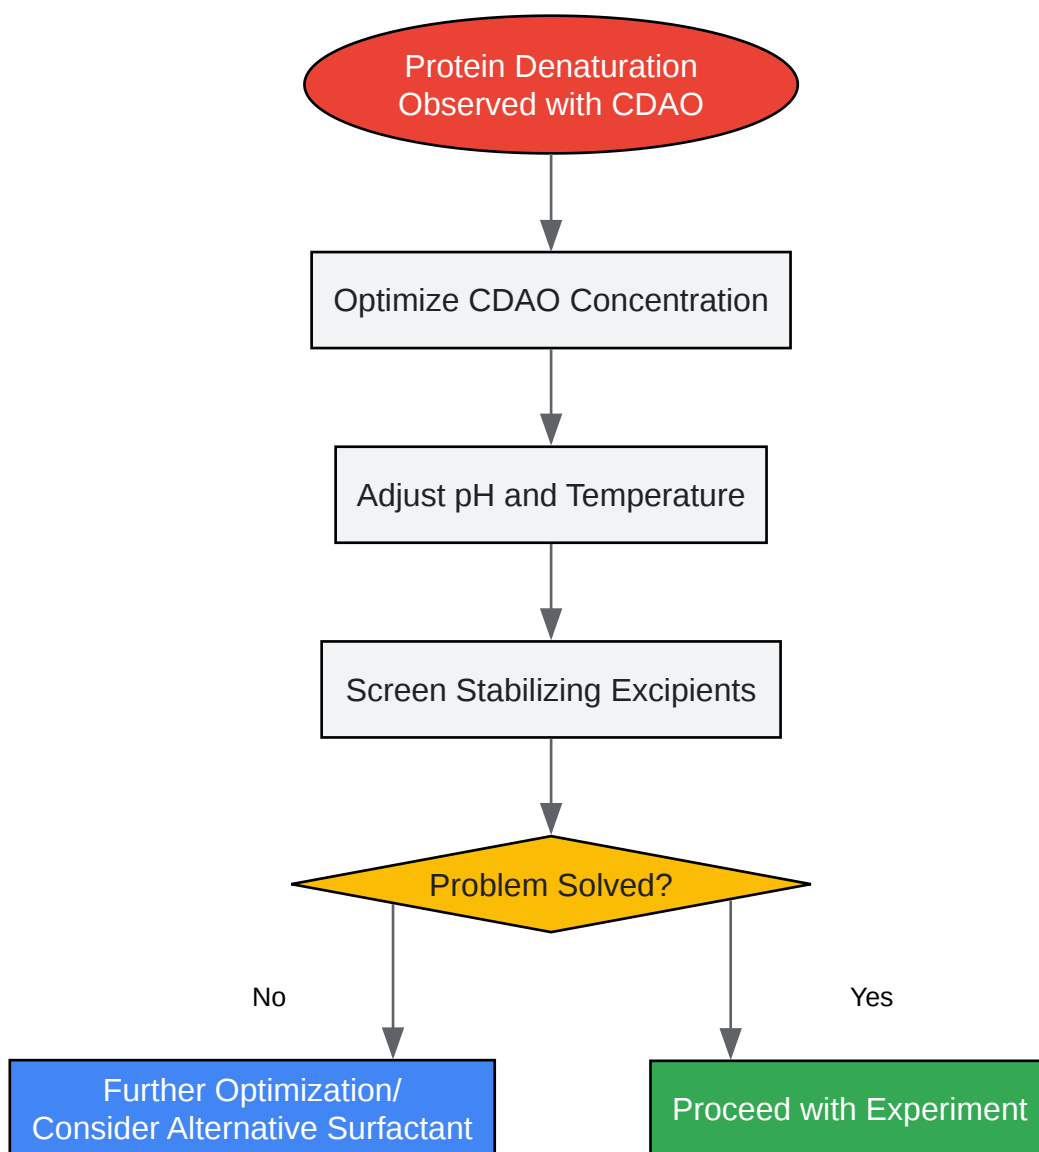 Protein Denaturation
Observed with CDAO
Optimize CDAO Concentration
Adjust pH and Temperature
Screen Stabilizing Excipients
Problem Solved?
No
Yes
Further Optimization/
Consider Alternative Surfactant
Proceed with Experiment